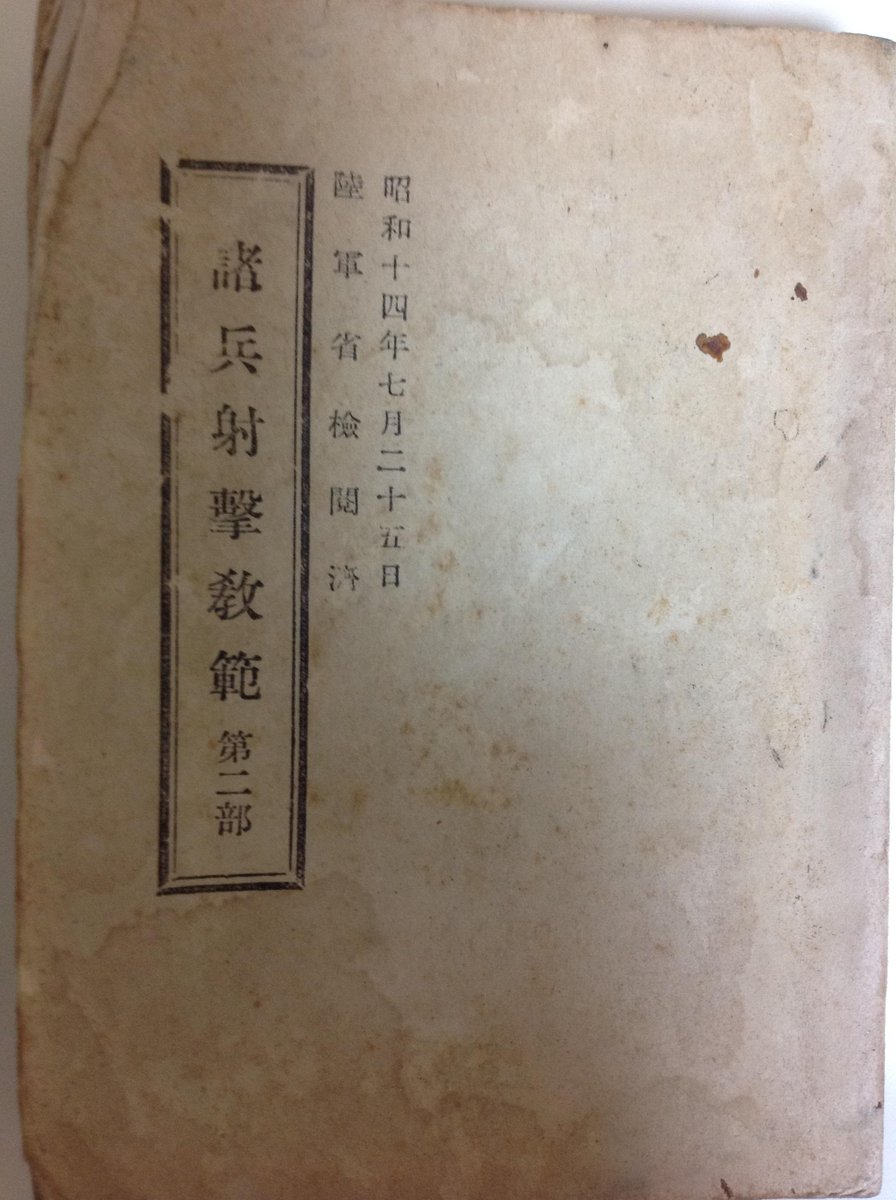 昭和十四年七月二十五日
陸軍省檢閱濟
諸兵射擊教範 第二部